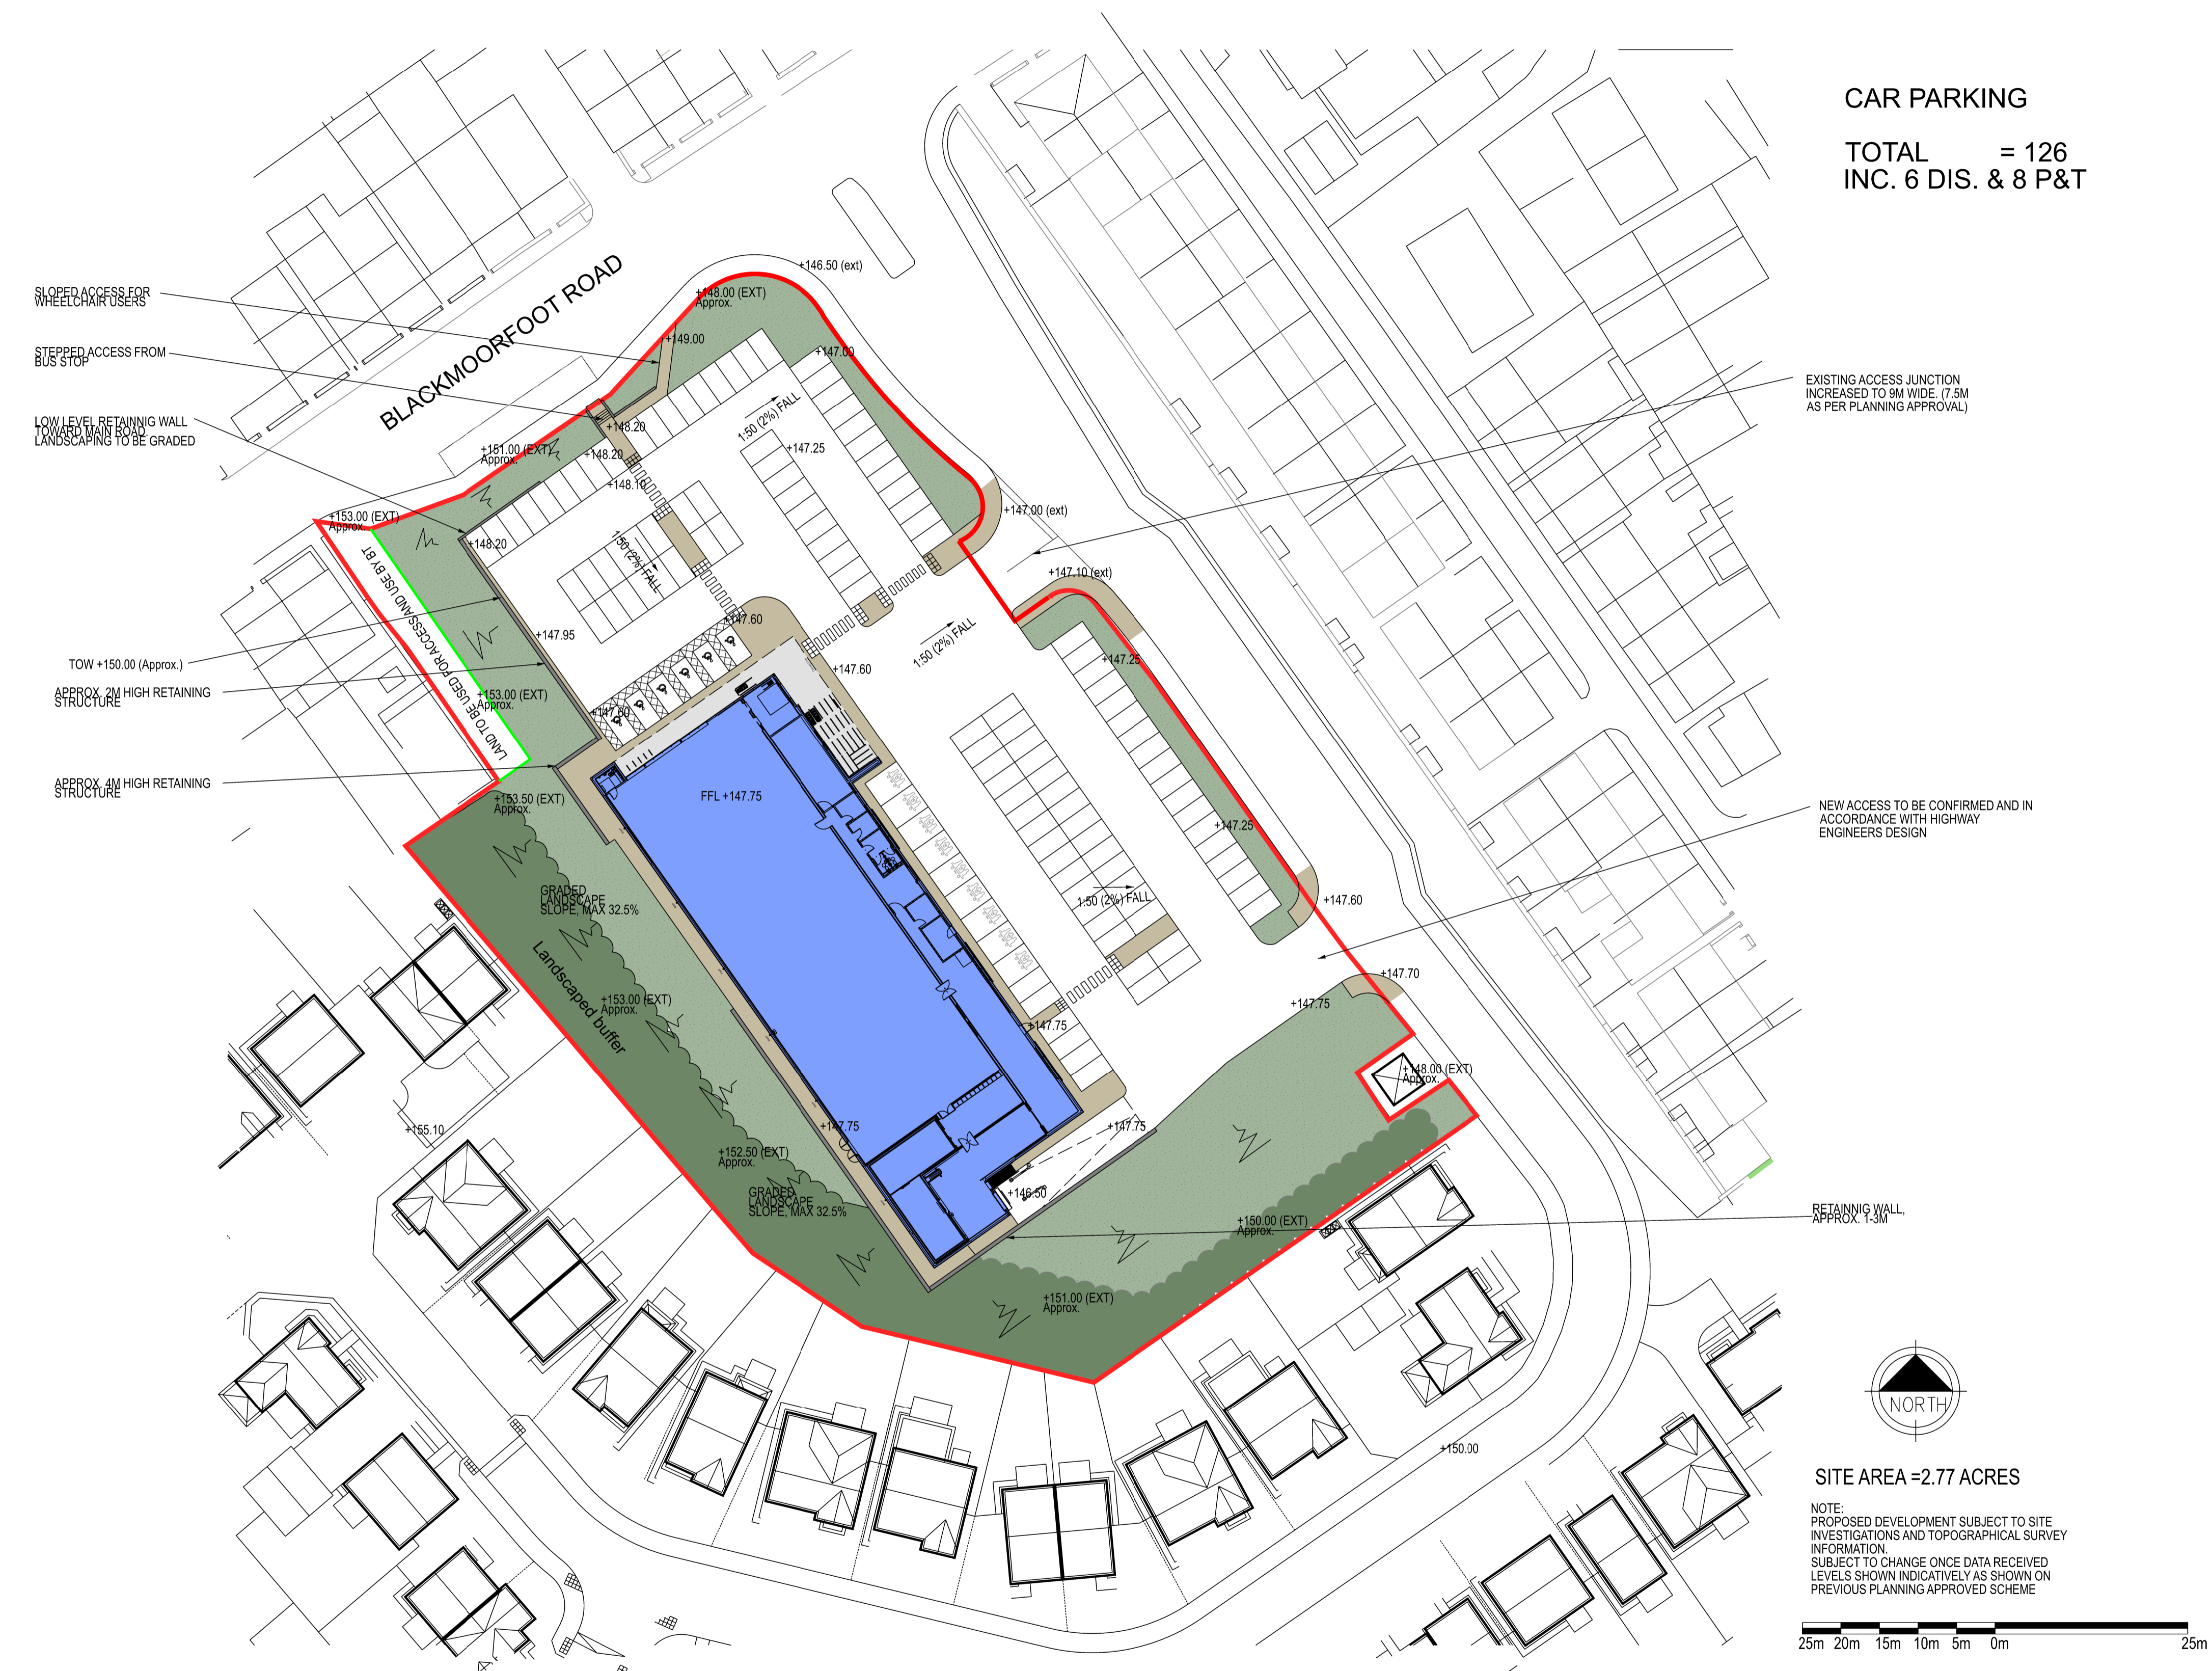 CAR PARKING
TOTAL = 126
INC. 6 DIS. & 8 P&T
BLACKMOORFOOT ROAD
SLOPED ACCESS FOR
WHEELCHAIR USERS
STEPPED ACCESS FROM
BUS STOP
LOW LEVEL RETAINNIG WALL
TOWARD MAIN ROAD,
LANDSCAPING TO BE GRADED
TOW +150.00 (Approx.)
APPROX. 2M HIGH RETAINING
STRUCTURE
APPROX. 4M HIGH RETAINING
STRUCTURE
EXISTING ACCESS JUNCTION
INCREASED TO 9M WIDE. (7.5M
AS PER PLANNING APPROVAL)
NEW ACCESS TO BE CONFIRMED AND IN
ACCORDANCE WITH HIGHWAY
ENGINEERS DESIGN
RETAINNIG WALL,
APPROX. 1-3M
+146.50 (ext)
+148.00 (EXT)
Approx.
+149.00
+147.00
+148.20
+151.00 (EXT)
Approx.
+148.20
+148.10
1:50 (2%) FALL
+147.25
+153.00 (EXT)
Approx.
+148.20
+147.00 (ext)
1:50 (2%) FALL
+147.10 (ext)
LAND TO BE USED FOR ACCESS AND USE BY BT
+147.95
+147.60
1:50 (2%) FALL
+147.60
+147.25
+153.00 (EXT)
Approx.
+147.60
FFL +147.75
+153.50 (EXT)
Approx.
+147.25
GRADED
LANDSCAPE
SLOPE, MAX 32.5%
1:50 (2%) FALL
+147.60
Landscaped buffer
+153.00 (EXT)
Approx.
+147.70
+147.75
+147.75
+148.00 (EXT)
Approx.
+155.10
+147.75
+147.75
+152.50 (EXT)
Approx.
GRADED
LANDSCAPE
SLOPE, MAX 32.5%
+146.50
+150.00 (EXT)
Approx.
+151.00 (EXT)
Approx.
+150.00
NORTH
SITE AREA =2.77 ACRES
NOTE:
PROPOSED DEVELOPMENT SUBJECT TO SITE
INVESTIGATIONS AND TOPOGRAPHICAL SURVEY
INFORMATION.
SUBJECT TO CHANGE ONCE DATA RECEIVED
LEVELS SHOWN INDICATIVELY AS SHOWN ON
PREVIOUS PLANNING APPROVED SCHEME
25m 20m 15m 10m 5m 0m 25m